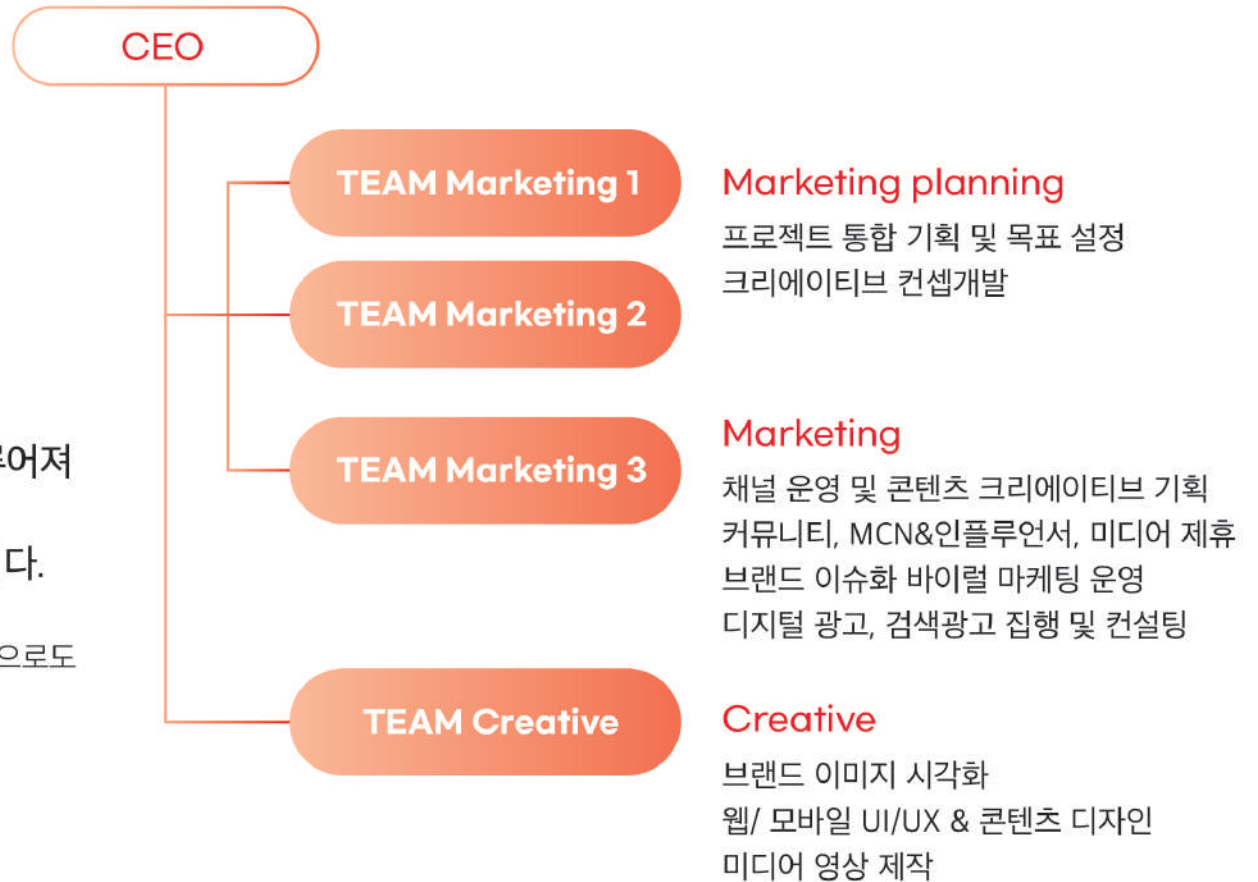 CEO
TEAM Marketing 1
Marketing planning
프로젝트 통합 기획 및 목표 설정
크리에이티브 컨셉개발
TEAM Marketing 2
TEAM Marketing 3
Marketing
채널 운영 및 콘텐츠 크리에이티브 기획
커뮤니티, MCN&인플루언서, 미디어 제휴
브랜드 이슈화 바이럴 마케팅 운영
디지털 광고, 검색광고 집행 및 컨설팅
어져
다.
으로도
TEAM Creative
Creative
브랜드 이미지 시각화
웹/ 모바일 UI/UX & 콘텐츠 디자인
미디어 영상 제작